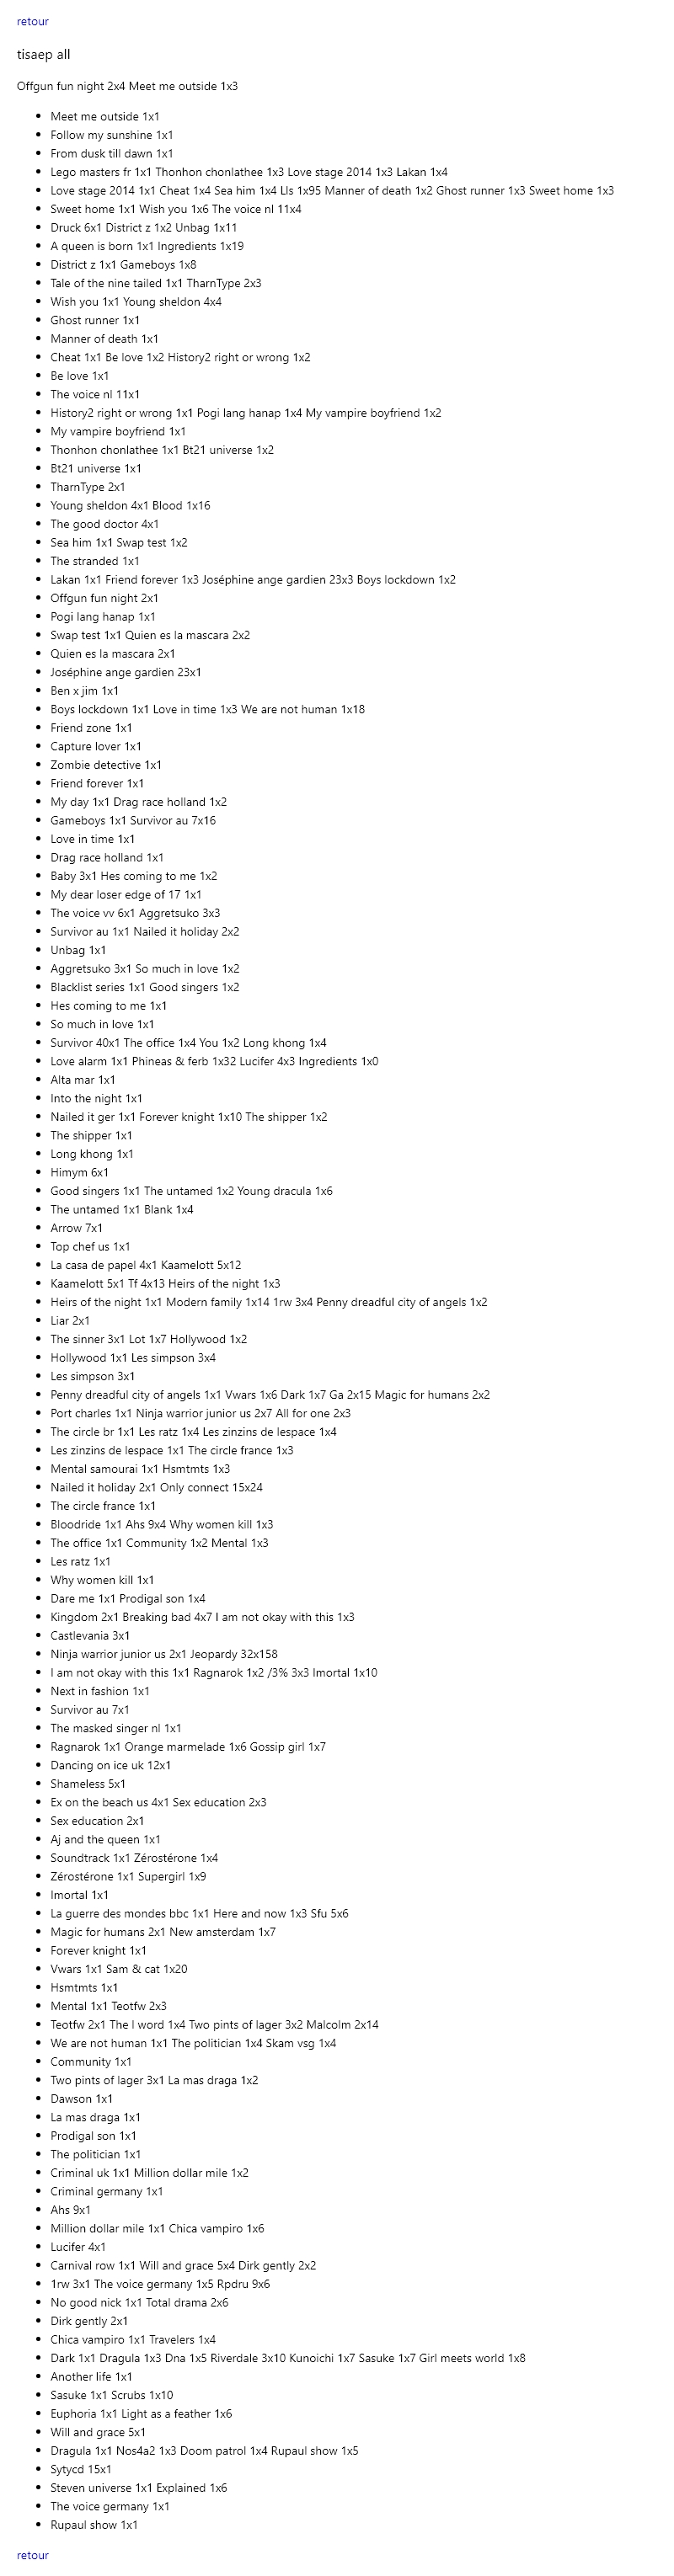 retour
tisaep all
Offgun fun night 2x4 Meet me outside 1x3
Meet me outside 1x1
Follow my sunshine 1x1
From dusk till dawn 1x1
Lego masters fr 1x1 Thonhon chonlathee 1x3 Love stage 2014 1x3 Lakan 1x4
Love stage 2014 1x1 Cheat 1x4 Sea him 1x4 Lls 1x95 Manner of death 1x2 Ghost runner 1x3 Sweet home 1x3
Sweet home 1x1 Wish you 1x6 The voice nl 11x4
Druck 6x1 District z 1x2 Unbag 1x11
A queen is born 1x1 Ingredients 1x19
District z 1x1 Gameboys 1x8
Tale of the nine tailed 1x1 TharnType 2x3
Wish you 1x1 Young sheldon 4x4
Ghost runner 1x1
Manner of death 1x1
Cheat 1x1 Be love 1x2 History2 right or wrong 1x2
Be love 1x1
The voice nl 11x1
History2 right or wrong 1x1 Pogi lang hanap 1x4 My vampire boyfriend 1x2
My vampire boyfriend 1x1
Thonhon chonlathee 1x1 Bt21 universe 1x2
Bt21 universe 1x1
TharnType 2x1
Young sheldon 4x1 Blood 1x16
The good doctor 4x1
Sea him 1x1 Swap test 1x2
The stranded 1x1
Lakan 1x1 Friend forever 1x3 Joséphine ange gardien 23x3 Boys lockdown 1x2
Offgun fun night 2x1
Pogi lang hanap 1x1
Swap test 1x1 Quien es la mascara 2x2
Quien es la mascara 2x1
Joséphine ange gardien 23x1
Ben x jim 1x1
Boys lockdown 1x1 Love in time 1x3 We are not human 1x18
Friend zone 1x1
Capture lover 1x1
Zombie detective 1x1
Friend forever 1x1
My day 1x1 Drag race holland 1x2
Gameboys 1x1 Survivor au 7x16
Love in time 1x1
Drag race holland 1x1
Baby 3x1 Hes coming to me 1x2
My dear loser edge of 17 1x1
The voice vv 6x1 Aggretsuko 3x3
Survivor au 1x1 Nailed it holiday 2x2
Unbag 1x1
Aggretsuko 3x1 So much in love 1x2
Blacklist series 1x1 Good singers 1x2
Hes coming to me 1x1
So much in love 1x1
Survivor 40x1 The office 1x4 You 1x2 Long khong 1x4
Love alarm 1x1 Phineas & ferb 1x32 Lucifer 4x3 Ingredients 1x0
Alta mar 1x1
Into the night 1x1
Nailed it ger 1x1 Forever knight 1x10 The shipper 1x2
The shipper 1x1
Long khong 1x1
Himym 6x1
Good singers 1x1 The untamed 1x2 Young dracula 1x6
The untamed 1x1 Blank 1x4
Arrow 7x1
Top chef us 1x1
La casa de papel 4x1 Kaamelott 5x12
Kaamelott 5x1 Tf 4x13 Heirs of the night 1x3
Heirs of the night 1x1 Modern family 1x14 1rw 3x4 Penny dreadful city of angels 1x2
Liar 2x1
The sinner 3x1 Lot 1x7 Hollywood 1x2
Hollywood 1x1 Les simpson 3x4
Les simpson 3x1
Penny dreadful city of angels 1x1 Vwars 1x6 Dark 1x7 Ga 2x15 Magic for humans 2x2
Port charles 1x1 Ninja warrior junior us 2x7 All for one 2x3
The circle br 1x1 Les ratz 1x4 Les zinzins de lespace 1x4
Les zinzins de lespace 1x1 The circle france 1x3
Mental samourai 1x1 Hsmtmts 1x3
Nailed it holiday 2x1 Only connect 15x24
The circle france 1x1
Bloodride 1x1 Ahs 9x4 Why women kill 1x3
The office 1x1 Community 1x2 Mental 1x3
Les ratz 1x1
Why women kill 1x1
Dare me 1x1 Prodigal son 1x4
Kingdom 2x1 Breaking bad 4x7 I am not okay with this 1x3
Castlevania 3x1
Ninja warrior junior us 2x1 Jeopardy 32x158
I am not okay with this 1x1 Ragnarok 1x2 /3% 3x3 Imortal 1x10
Next in fashion 1x1
Survivor au 7x1
The masked singer nl 1x1
Ragnarok 1x1 Orange marmelade 1x6 Gossip girl 1x7
Dancing on ice uk 12x1
Shameless 5x1
Ex on the beach us 4x1 Sex education 2x3
Sex education 2x1
Aj and the queen 1x1
Soundtrack 1x1 Zérostérone 1x4
Zérostérone 1x1 Supergirl 1x9
Imortal 1x1
La guerre des mondes bbc 1x1 Here and now 1x3 Sfu 5x6
Magic for humans 2x1 New amsterdam 1x7
Forever knight 1x1
Vwars 1x1 Sam & cat 1x20
Hsmtmts 1x1
Mental 1x1 Teotfw 2x3
Teotfw 2x1 The l word 1x4 Two pints of lager 3x2 Malcolm 2x14
We are not human 1x1 The politician 1x4 Skam vsg 1x4
Community 1x1
Two pints of lager 3x1 La mas draga 1x2
Dawson 1x1
La mas draga 1x1
Prodigal son 1x1
The politician 1x1
Criminal uk 1x1 Million dollar mile 1x2
Criminal germany 1x1
Ahs 9x1
Million dollar mile 1x1 Chica vampiro 1x6
Lucifer 4x1
Carnival row 1x1 Will and grace 5x4 Dirk gently 2x2
1rw 3x1 The voice germany 1x5 Rpdru 9x6
No good nick 1x1 Total drama 2x6
Dirk gently 2x1
Chica vampiro 1x1 Travelers 1x4
Dark 1x1 Dragula 1x3 Dna 1x5 Riverdale 3x10 Kunoichi 1x7 Sasuke 1x7 Girl meets world 1x8
Another life 1x1
Sasuke 1x1 Scrubs 1x10
Euphoria 1x1 Light as a feather 1x6
Will and grace 5x1
Dragula 1x1 Nos4a2 1x3 Doom patrol 1x4 Rupaul show 1x5
Sytycd 15x1
Steven universe 1x1 Explained 1x6
The voice germany 1x1
Rupaul show 1x1
retour